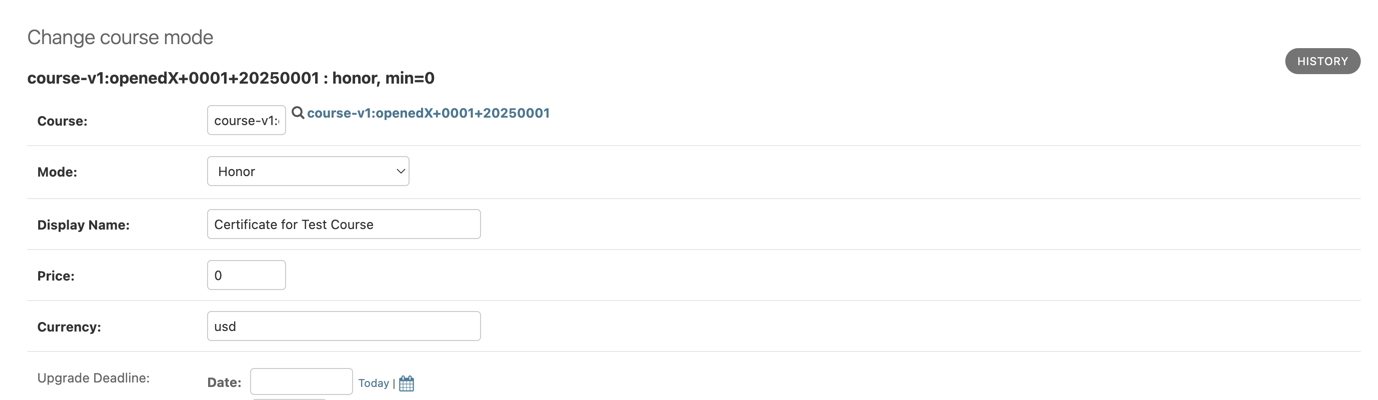 Change course mode
HISTORY
course-v1:openedX+0001+20250001 : honor, min=0
Course: course-v1: course-v1:openedX+0001+20250001
Mode: Honor
Display Name: Certificate for Test Course
Price: 0
Currency: usd
Upgrade Deadline: Date: Today |